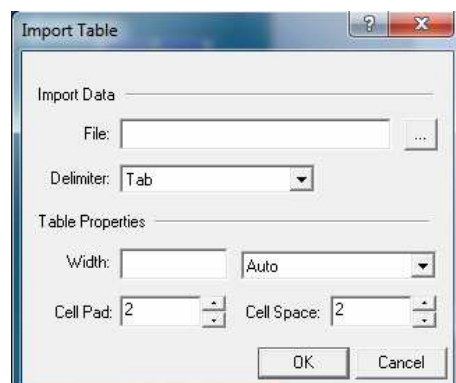 Import Table ?
Import Data
File: ...
Delimiter: Tab
Table Properties
Width: Auto
Cell Pad: 2 Cell Space: 2
OK Cancel